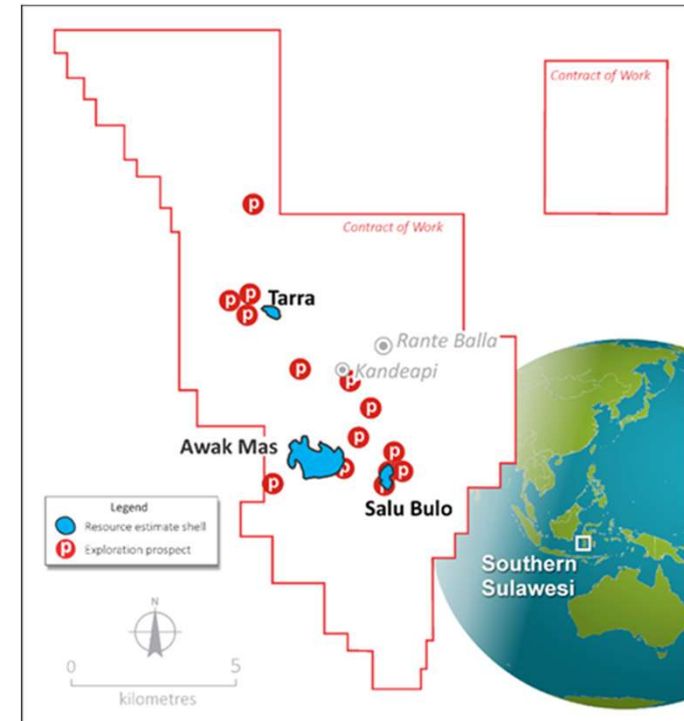 Contract of Work
Contract of Work
p
p
p
Tarra
p
p
Rante Balla
p
Kandeapi
p
p
p
Awak Mas
p
p
p
p
p
p
Salu Bulo
Legend
Resource estimate shell
p
Exploration prospect
Southern
Sulawesi
N
0
5
kilometres